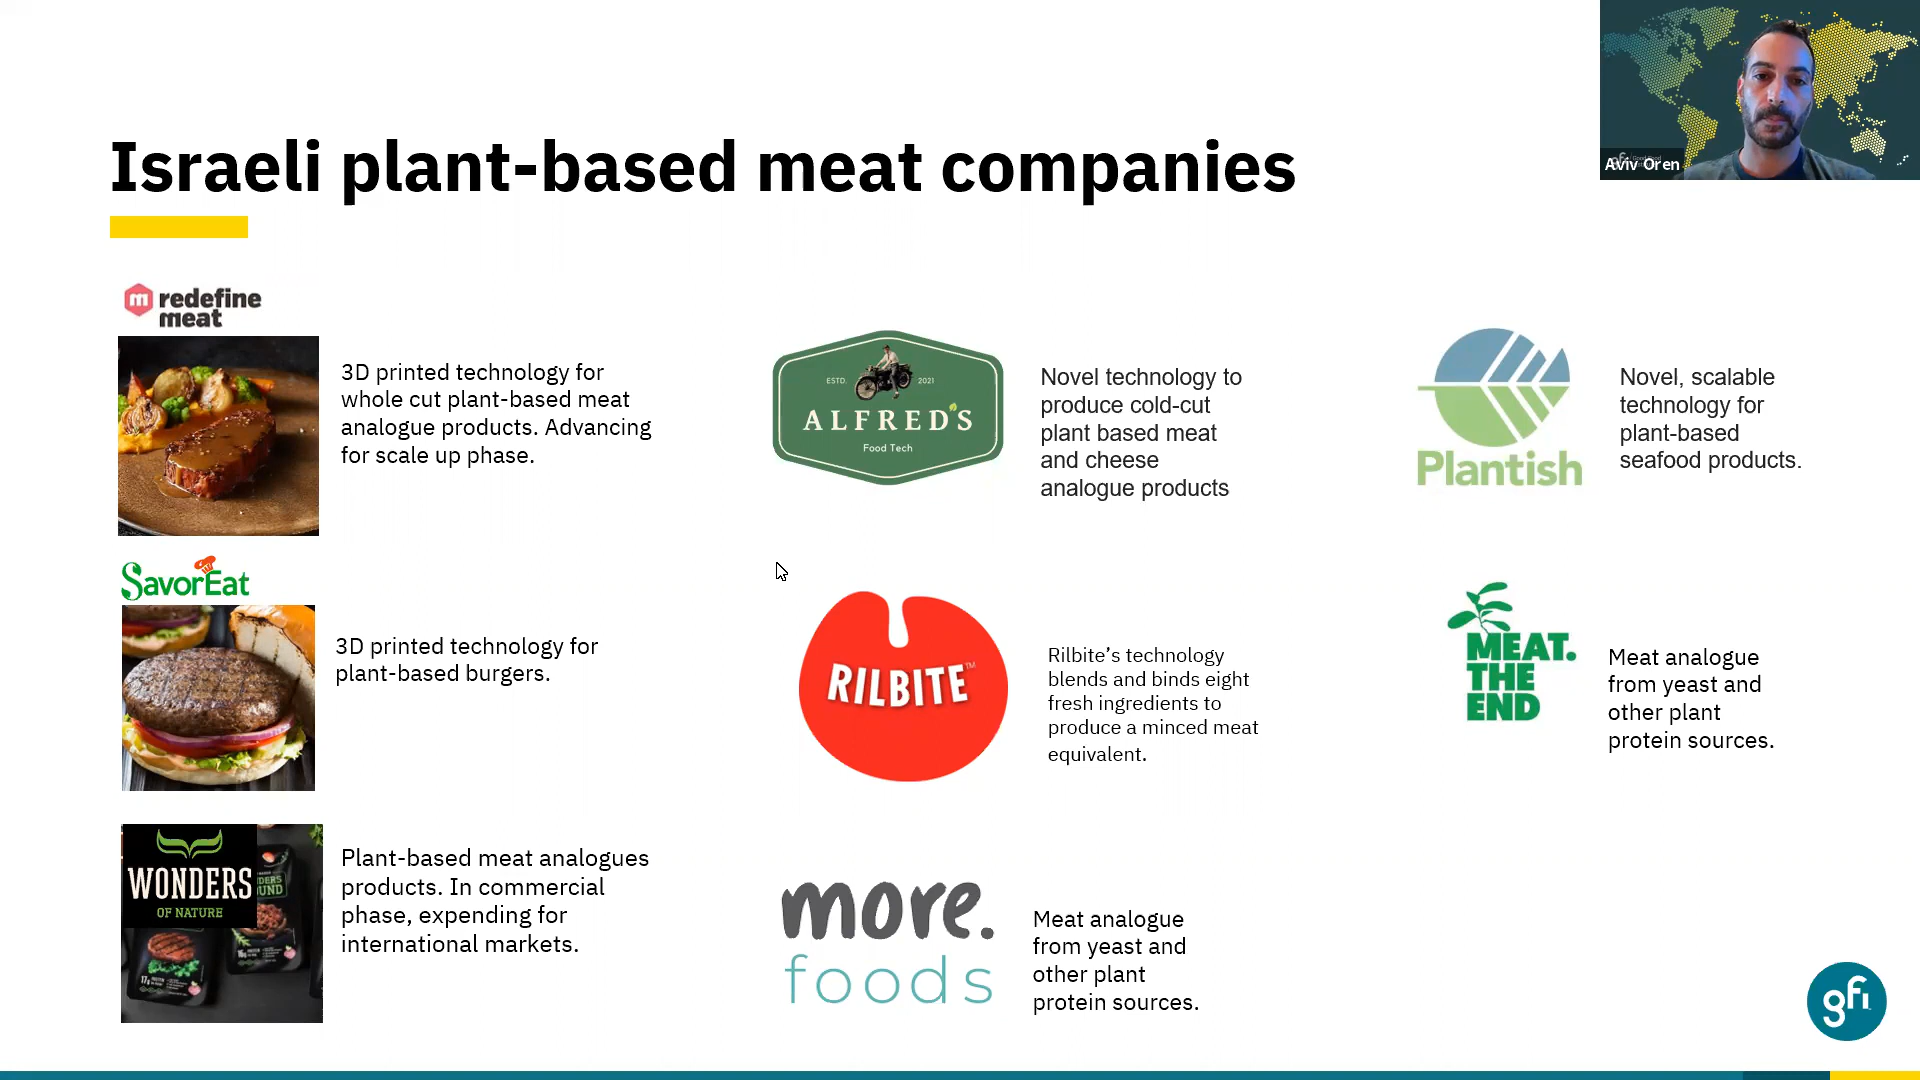 Israeli plant-based meat companies
Aviv Oren
m redefine
meat
3D printed technology for
whole cut plant-based meat
analogue products. Advancing
for scale up phase.
SavorEat
3D printed technology for
plant-based burgers.
WONDERS
OF NATURE
Plant-based meat analogues
products. In commercial
phase, expending for
international markets.
ESTD. 2021
ALFRED'S
Food Tech
Novel technology to
produce cold-cut
plant based meat
and cheese
analogue products
RILBITE™
Rilbite’s technology
blends and binds eight
fresh ingredients to
produce a minced meat
equivalent.
more.
foods
Meat analogue
from yeast and
other plant
protein sources.
Plantish
Novel, scalable
technology for
plant-based
seafood products.
MEAT.
THE
END
Meat analogue
from yeast and
other plant
protein sources.
gfi